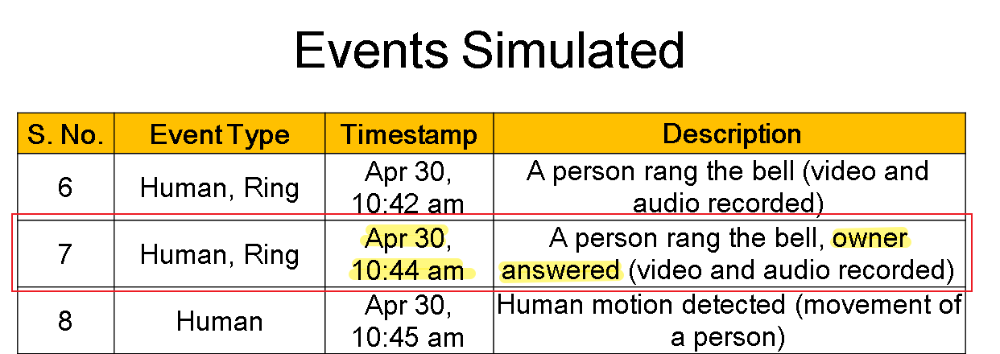 Events Simulated
S. No. Event Type Timestamp Description
6 Human, Ring Apr 30, 10:42 am A person rang the bell (video and audio recorded)
7 Human, Ring Apr 30, 10:44 am A person rang the bell, owner answered (video and audio recorded)
8 Human Apr 30, 10:45 am Human motion detected (movement of a person)